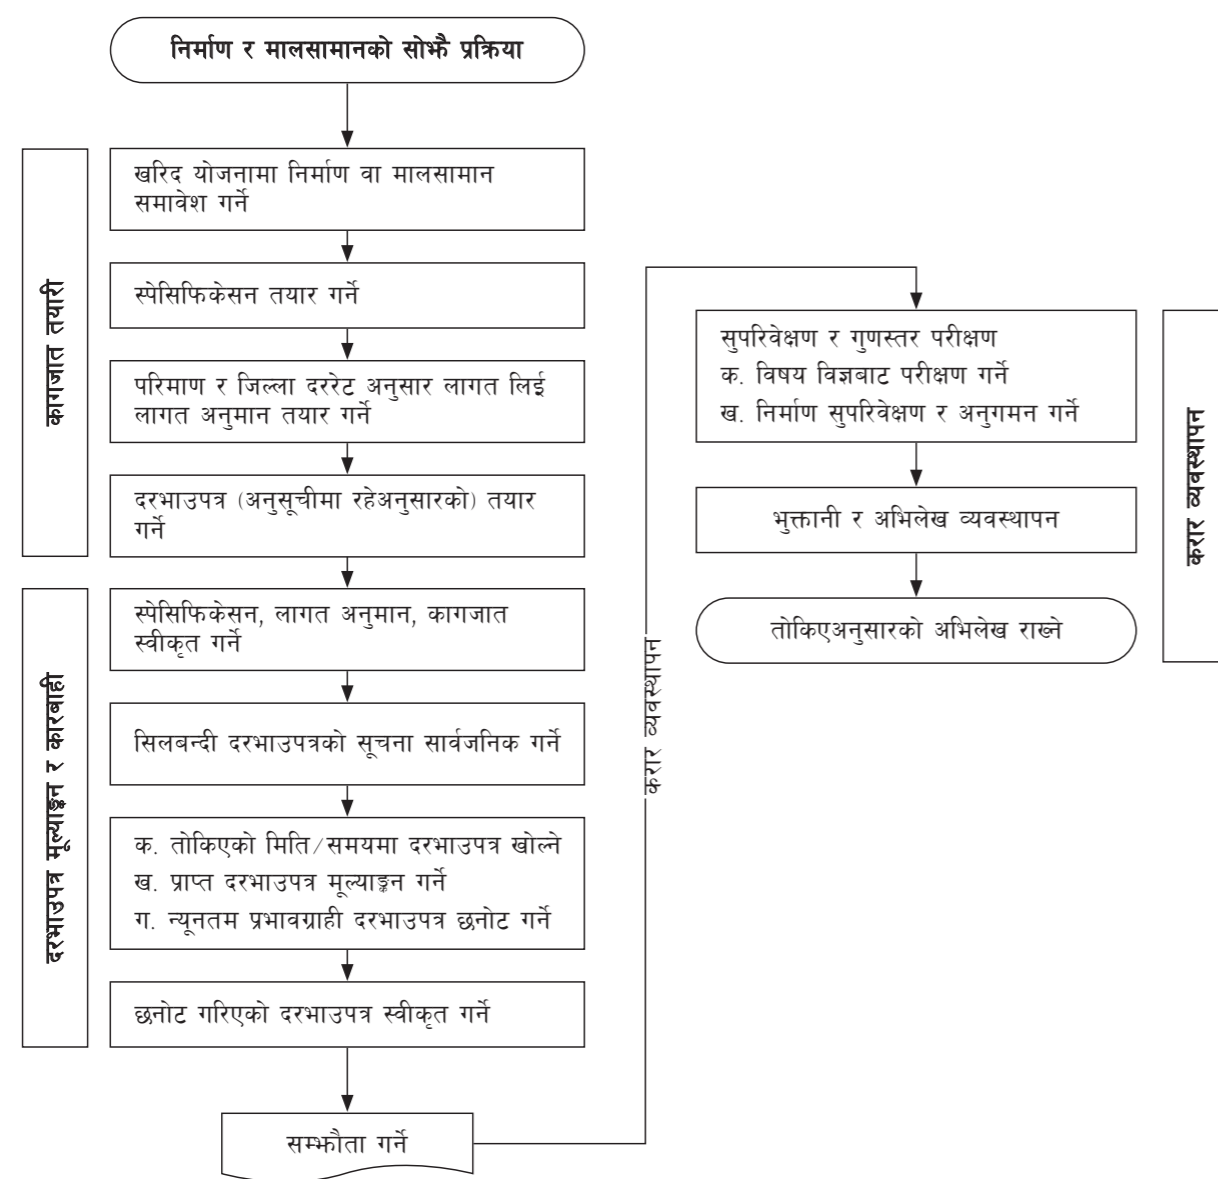 निर्माण र मालसामानको सोझै प्रक्रिया
कागजात तयारी
खरिद योजनामा निर्माण वा मालसामान
समावेश गर्ने
स्पेसिफिकेसन तयार गर्ने
परिमाण र जिल्ला दररेट अनुसार लागत लिई
लागत अनुमान तयार गर्ने
दरभाउपत्र (अनुसूचीमा रहेअनुसारको) तयार
गर्ने
दरभाउपत्र मूल्याङ्कन र कारबाही
स्पेसिफिकेसन, लागत अनुमान, कागजात
स्वीकृत गर्ने
सिलबन्दी दरभाउपत्रको सूचना सार्वजनिक गर्ने
क. तोकिएको मिति/समयमा दरभाउपत्र खोल्ने
ख. प्राप्त दरभाउपत्र मूल्याङ्कन गर्ने
ग. न्यूनतम प्रभावग्राही दरभाउपत्र छनोट गर्ने
छनोट गरिएको दरभाउपत्र स्वीकृत गर्ने
सम्झौता गर्ने
करार व्यवस्थापन
सुपरिवेक्षण र गुणस्तर परीक्षण
क. विषय विज्ञबाट परीक्षण गर्ने
ख. निर्माण सुपरिवेक्षण र अनुगमन गर्ने
भुक्तानी र अभिलेख व्यवस्थापन
तोकिएअनुसारको अभिलेख राख्ने
करार व्यवस्थापन